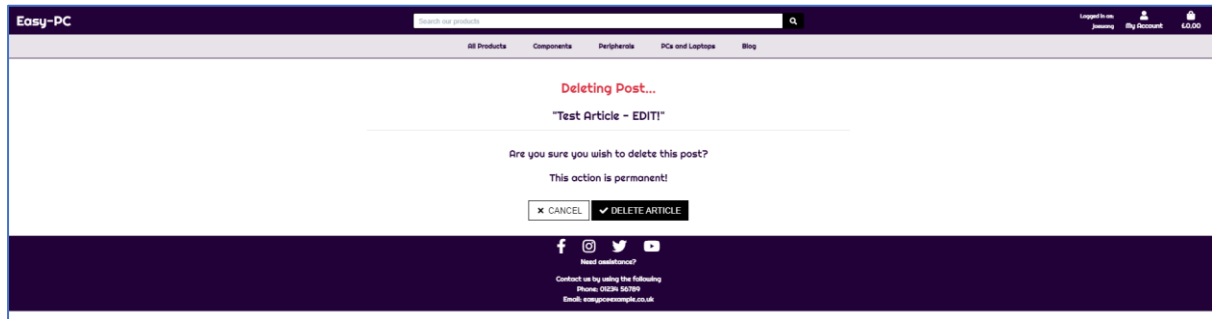 Easy-PC
Search our products
Logged in as:
My Account
£0.00
All Products Components Peripherals PCs and Laptops Blog
Deleting Post...
"Test Article - EDIT!"
Are you sure you wish to delete this post?
This action is permanent!
CANCEL
DELETE ARTICLE
Need assistance?
Contact us by using the following
Phone: 01234 56789
Email: easypc@example.co.uk